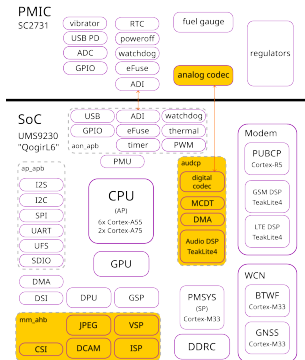 PMIC
SC2731
vibrator
USB PD
ADC
GPIO
RTC
poweroff
watchdog
eFuse
ADI
fuel gauge
analog codec
regulators
SoC
UMS9230
"QogirL6"
USB
ADI
watchdog
GPIO
eFuse
thermal
aon_apb
timer
PWM
PMU
ap_apb
I2S
I2C
SPI
UART
UFS
SDIO
CPU
(AP)
6x Cortex-A55
2x Cortex-A75
GPU
audcp
digital
codec
MCDT
DMA
Audio DSP
TeakLite4
Modem
PUBCP
Cortex-R5
GSM DSP
TeakLite4
LTE DSP
TeakLite4
DMA
DSI
DPU
GSP
mm_ahb
JPEG
VSP
CSI
DCAM
ISP
PMSYS
(SP)
Cortex-M33
DDRC
WCN
BTWF
Cortex-M33
GNSS
Cortex-M33